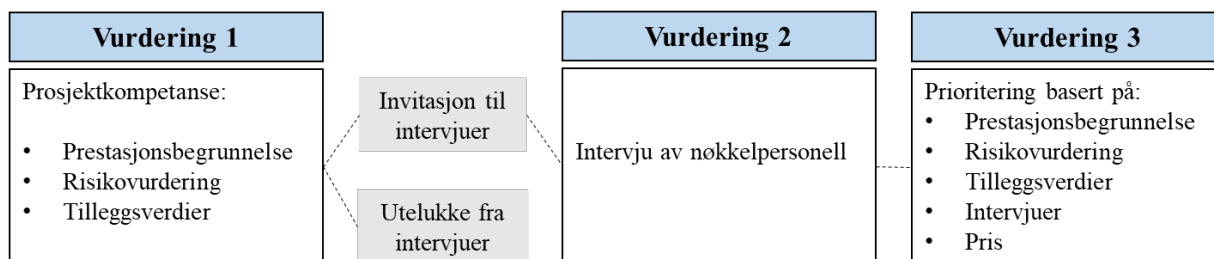 Vurdering 1
Prosjektkompetanse:
• Prestasjonsbegrunnelse
• Risikovurdering
• Tilleggsverdier
Invitasjon til
intervjuer
Utelukke fra
intervjuer
Vurdering 2
Intervju av nøkkelpersonell
Vurdering 3
Prioritering basert på:
• Prestasjonsbegrunnelse
• Risikovurdering
• Tilleggsverdier
• Intervjuer
• Pris